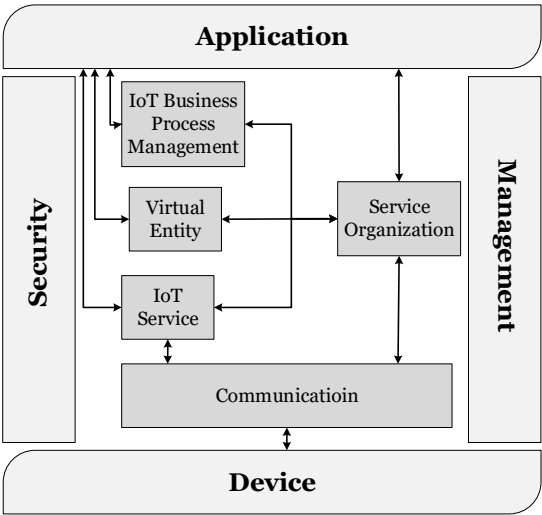 Application
IoT Business
Process
Management
Security
Management
Virtual
Entity
Service
Organization
IoT
Service
Communicatioin
Device